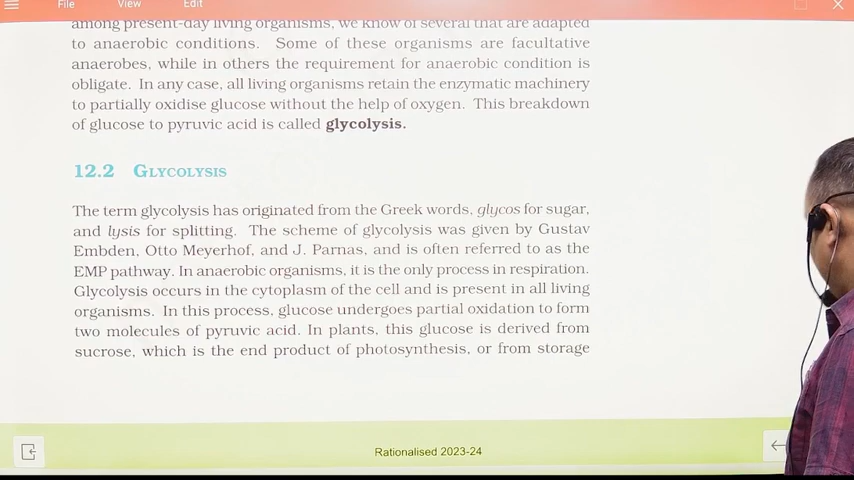 File View Edit
among present-day living organisms, we know of several that are adapted
to anaerobic conditions. Some of these organisms are facultative
anaerobes, while in others the requirement for anaerobic condition is
obligate. In any case, all living organisms retain the enzymatic machinery
to partially oxidise glucose without the help of oxygen. This breakdown
of glucose to pyruvic acid is called glycolysis.
12.2 GLYCOLYSIS
The term glycolysis has originated from the Greek words, glycos for sugar,
and lysis for splitting. The scheme of glycolysis was given by Gustav
Embden, Otto Meyerhof, and J. Parnas, and is often referred to as the
EMP pathway. In anaerobic organisms, it is the only process in respiration.
Glycolysis occurs in the cytoplasm of the cell and is present in all living
organisms. In this process, glucose undergoes partial oxidation to form
two molecules of pyruvic acid. In plants, this glucose is derived from
sucrose, which is the end product of photosynthesis, or from storage
Rationalised 2023-24